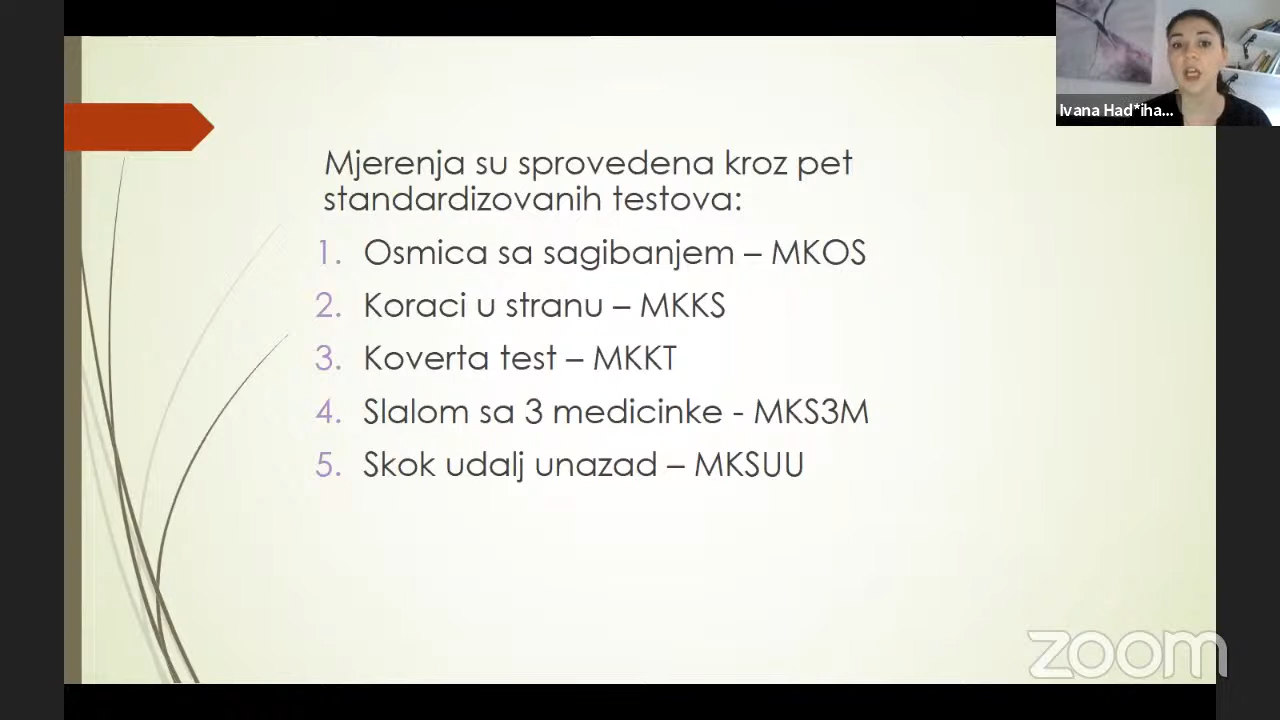 Ivana Had*iha...
Mjerenja su sprovedena kroz pet
standardizovanih testova:
1. Osmica sa sagibanjem – MKOS
2. Koraci u stranu – MKKS
3. Koverta test – MKKT
4. Slalom sa 3 medicinke - MKS3M
5. Skok udalj unazad – MKSUU
zoom